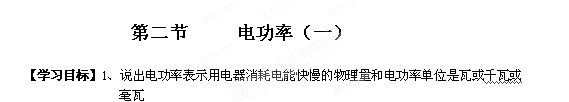 第二节 电功率（一）
【学习目标】1、说出电功率表示用电器消耗电能快慢的物理量和电功率单位是瓦或千瓦或
毫瓦